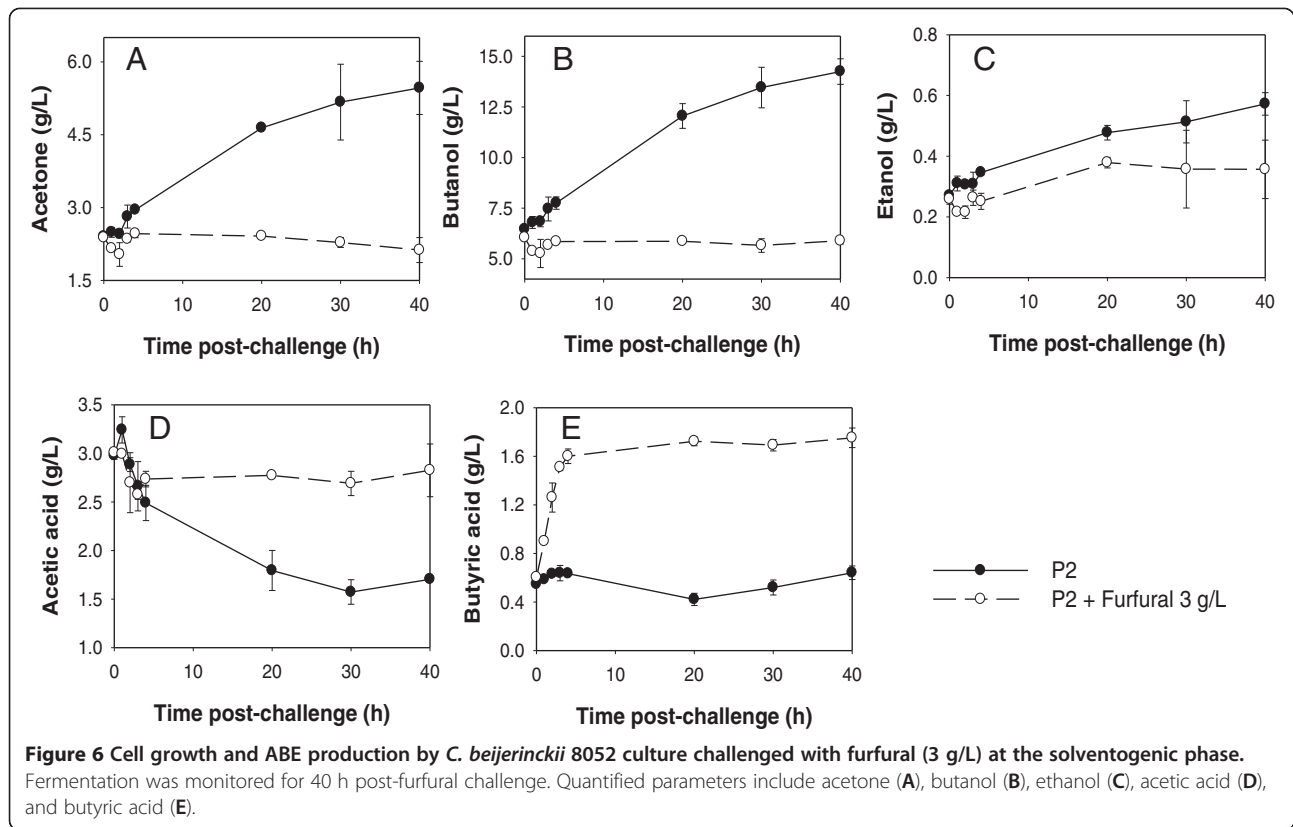 A
Acetone (g/L)
6.0
4.5
3.0
1.5
0 10 20 30 40
Time post-challenge (h)
B
Butanol (g/L)
15.0
12.5
10.0
7.5
5.0
0 10 20 30 40
Time post-challenge (h)
C
Etanol (g/L)
0.8
0.6
0.4
0.2
0.0
0 10 20 30 40
Time post-challenge (h)
D
Acetic acid (g/L)
3.5
3.0
2.5
2.0
1.5
1.0
0 10 20 30 40
Time post-challenge (h)
E
Butyric acid (g/L)
2.0
1.6
1.2
0.8
0.4
0.0
0 10 20 30 40
Time post-challenge (h)
P2
P2 + Furfural 3 g/L
Figure 6 Cell growth and ABE production by C. beijerinckii 8052 culture challenged with furfural (3 g/L) at the solventogenic phase.
Fermentation was monitored for 40 h post-furfural challenge. Quantified parameters include acetone (A), butanol (B), ethanol (C), acetic acid (D),
and butyric acid (E).